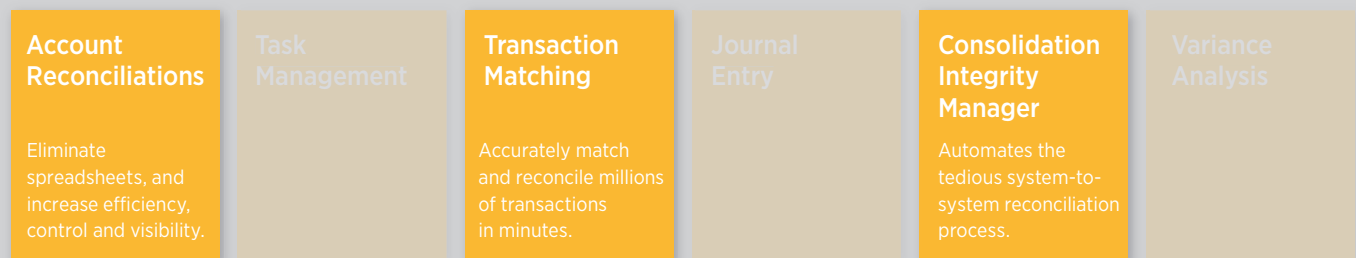 Account
Reconciliations
Eliminate
spreadsheets, and
increase efficiency,
control and visibility.
Task
Management
Transaction
Matching
Accurately match
and reconcile millions
of transactions
in minutes.
Journal
Entry
Consolidation
Integrity
Manager
Automates the
tedious system-to-
system reconciliation
process.
Variance
Analysis